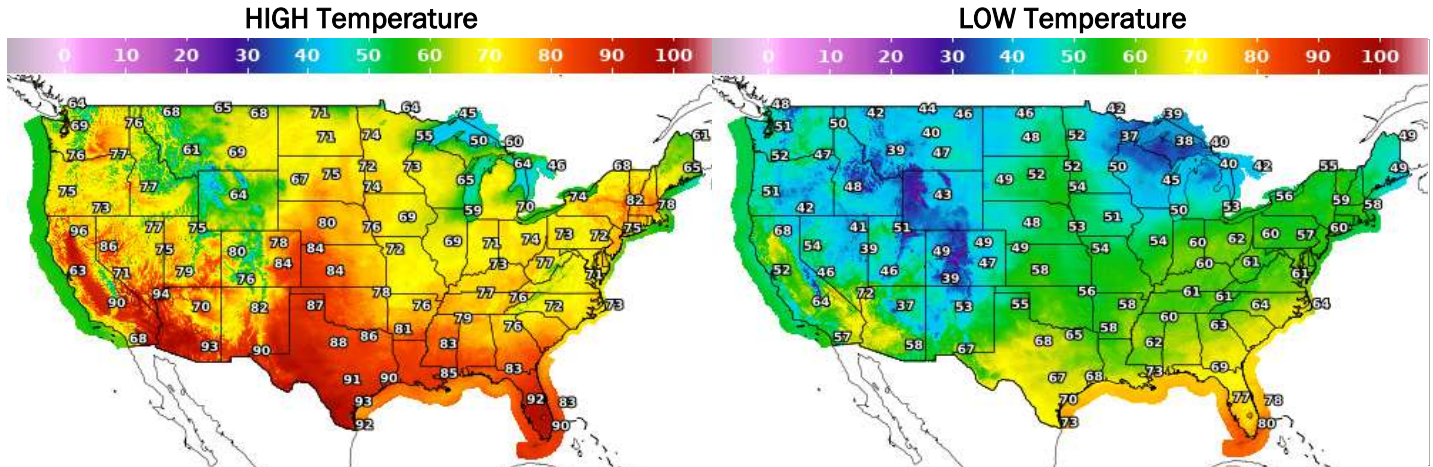 HIGH Temperature LOW Temperature
0 10 20 30 40 50 60 70 80 90 100 0 10 20 30 40 50 60 70 80 90 100
64 68 65 68 71 64 45 48 42 44 46 46 42 39
69 76 71 74 55 50 60 51 50 40 48 52 37 38 40
76 77 61 69 72 73 64 46 68 61 65 52 47 39 47 52 50 40 42 55 49 49
75 77 64 67 75 74 65 70 74 82 78 51 48 43 49 52 54 45 53 56 59 58
73 77 75 80 76 69 59 74 73 72 75 42 41 51 48 53 51 50 62 60 57 60
96 86 75 80 78 84 72 69 71 68 54 39 49 49 49 54 54 60
63 71 79 76 84 84 73 77 71 52 46 46 39 47 58 60 61 61
90 94 70 82 87 78 76 77 76 72 73 64 72 37 53 55 56 58 61 61 64 64
68 93 90 88 86 81 79 83 76 57 58 67 68 65 58 60 62 63
91 90 85 83 67 68 73 69
93 92 83 70 77 78
92 90 73 80